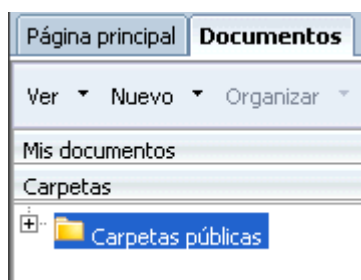 Página principal Documentos
Ver Nuevo Organizar
Mis documentos
Carpetas
Carpetas públicas